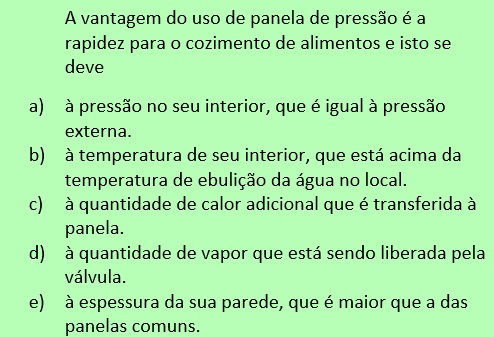 A vantagem do uso de panela de pressão é a
rapidez para o cozimento de alimentos e isto se
deve
a) à pressão no seu interior, que é igual à pressão
externa.
b) à temperatura de seu interior, que está acima da
temperatura de ebulição da água no local.
c) à quantidade de calor adicional que é transferida à
panela.
d) à quantidade de vapor que está sendo liberada pela
válvula.
e) à espessura da sua parede, que é maior que a das
panelas comuns.